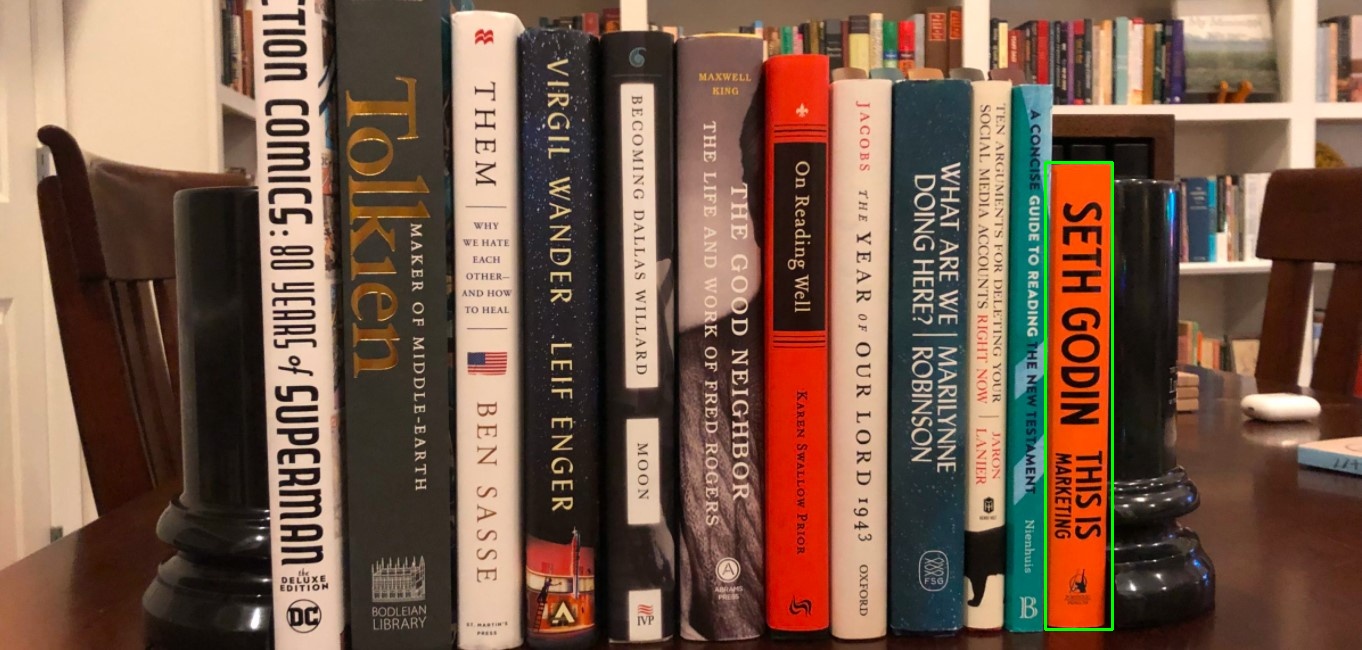 ACTION COMICS: 80 YEARS of SUPERMAN
the
DELUXE
EDITION
DC
Tolkien
MAKER OF MIDDLE-EARTH
BODLEIAN
LIBRARY
THEM
WHY
WE HATE
EACH
OTHER—
AND HOW
TO HEAL
BEN SASSE
ST. MARTIN'S
PRESS
VIRGIL WANDER
LEIF ENGER
BECOMING DALLAS WILLARD
MOON
IVP
MAXWELL
KING
THE GOOD NEIGHBOR
THE LIFE AND WORK OF FRED ROGERS
A
ABRAMS
PRESS
On Reading Well
KAREN SWALLOW PRIOR
JACOBS
THE YEAR OF OUR LORD 1943
OXFORD
WHAT ARE WE
DOING HERE?
MARILYNNE
ROBINSON
FSG
TEN ARGUMENTS FOR DELETING YOUR
SOCIAL MEDIA ACCOUNTS RIGHT NOW
JARON
LANIER
A CONCISE GUIDE TO READING THE NEW TESTAMENT
Nienhuis
B
SETH GODIN
THIS IS
MARKETING
My Mississippi